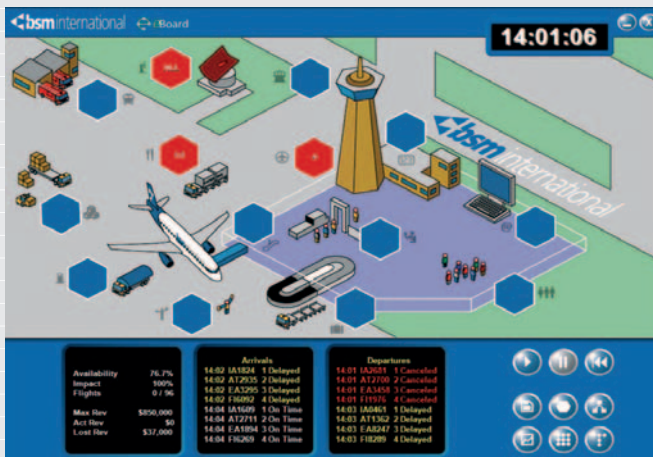 bsm international Board
14:01:06
bsm international
Availability 76.7%
Impact 100%
Flights 0 / 96
Max Rev $850,000
Act Rev $0
Lost Rev $37,000
Arrivals
14:02 IA1824 1 Delayed
14:02 AT2935 2 Delayed
14:02 EA3295 3 Delayed
14:02 FI6092 4 Delayed
14:04 IA1609 1 On Time
14:04 AT2711 2 On Time
14:04 EA1894 3 On Time
14:04 FI6269 4 On Time
Departures
14:01 IA2681 1 Canceled
14:01 AT2700 2 Canceled
14:01 EA3458 3 Canceled
14:01 FI1976 4 Canceled
14:03 IA0461 1 Delayed
14:03 AT1362 2 Delayed
14:03 EA8247 3 Delayed
14:03 FI8289 4 Delayed